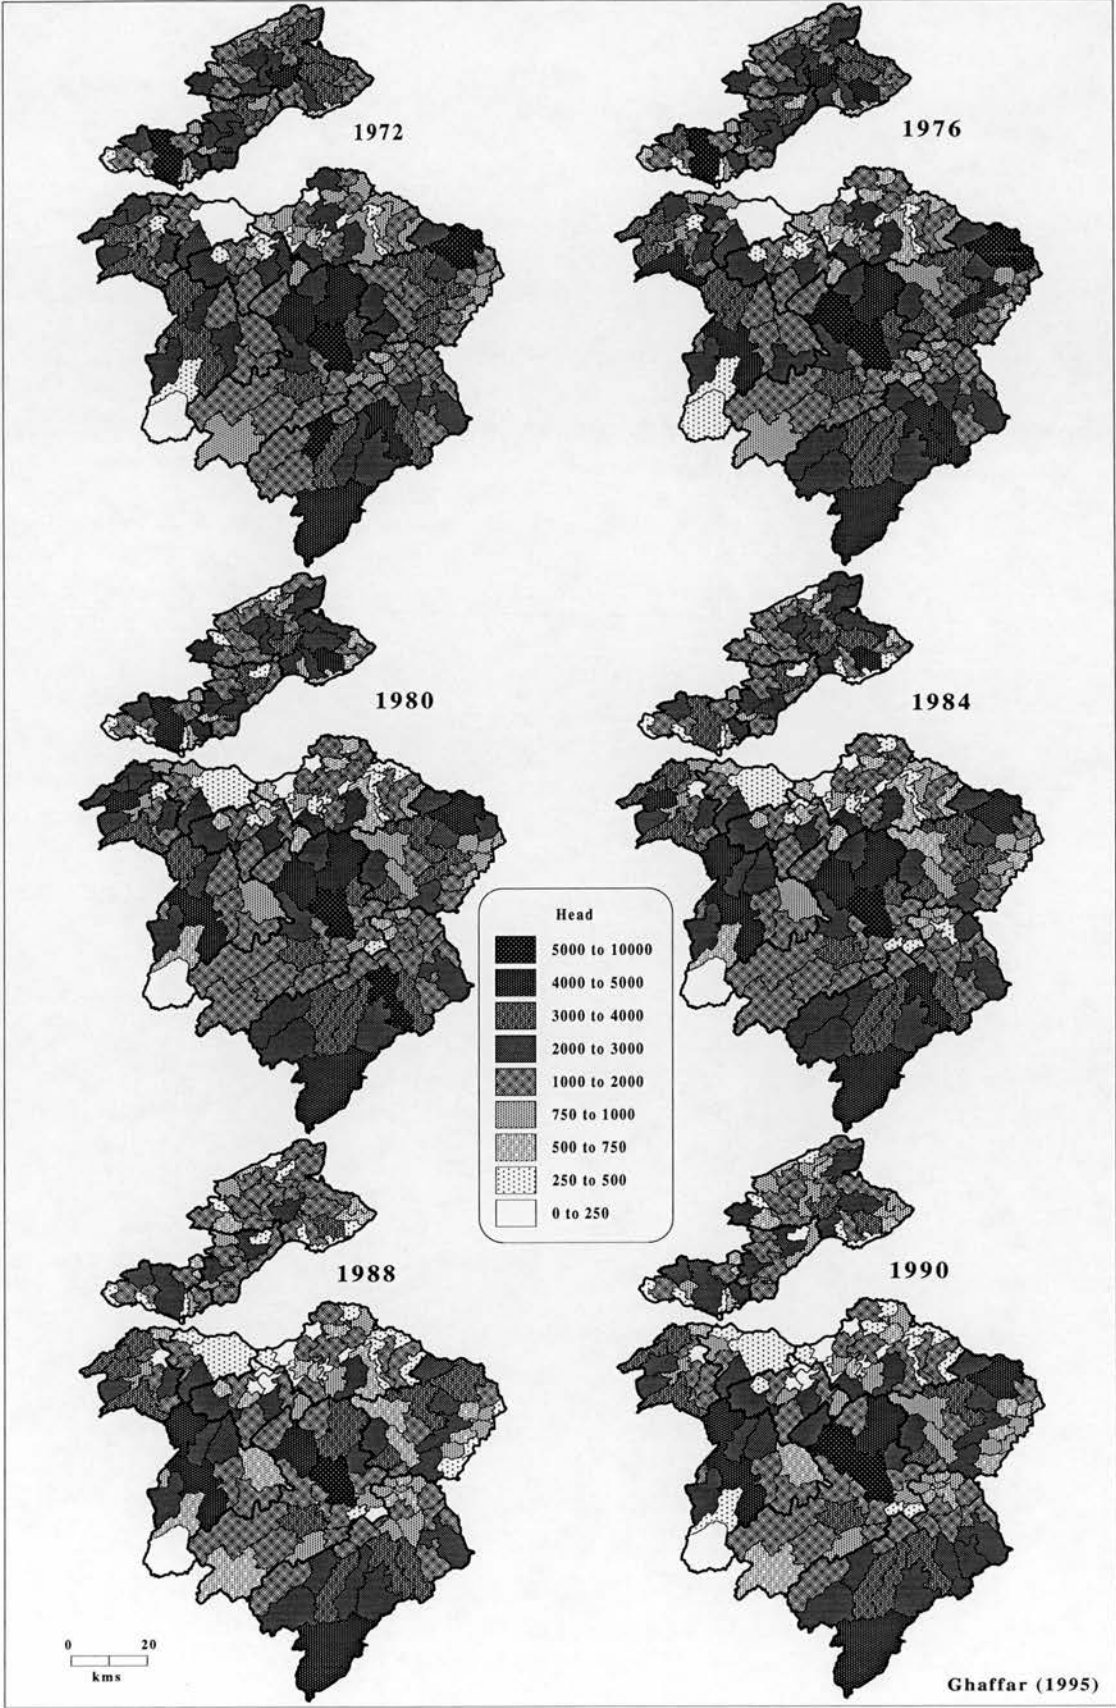 1972
1976
1980
1984
Head
5000 to 10000
4000 to 5000
3000 to 4000
2000 to 3000
1000 to 2000
750 to 1000
500 to 750
250 to 500
0 to 250
1988
1990
0 20
kms
Ghaffar (1995)